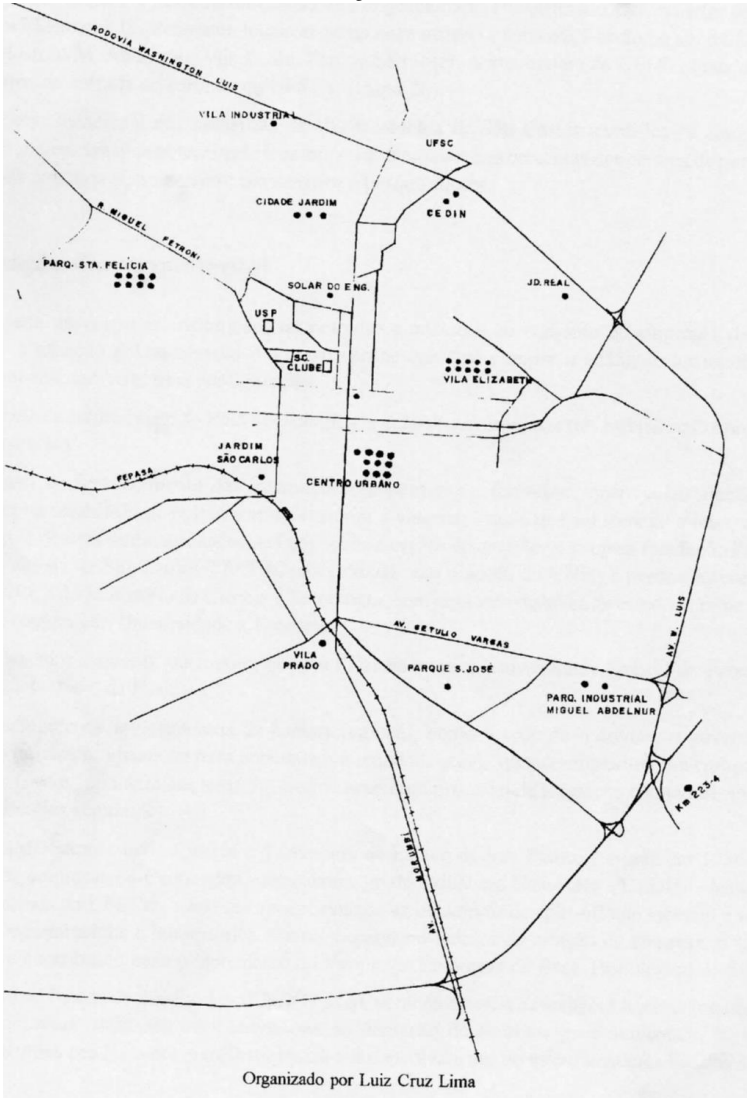 RODOVIA WASHINGTON LUIS
VILA INDUSTRIAL
UFSC
CIDADE JARDIM
CEDIN
R. MIGUEL PETRONI
PARQ. STA. FELICIA
SOLAR DO ENG.
JD. REAL
USP
SC.
CLUBE
VILA ELIZABETH
JARDIM
SÃO CARLOS
FEPASA
CENTRO URBANO
AV. GETULIO VARGAS
AV. W. LUIS
VILA
PRADO
PARQUE S. JOSÉ
PARQ. INDUSTRIAL
MIGUEL ABDELNUR
Km 223-4
AV.
Organizado por Luiz Cruz Lima